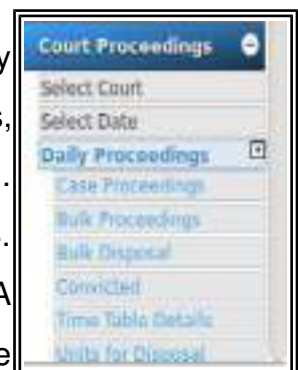 Court Proceedings
y
Select Court
s,
Select Date
Daily Proceedings
.
Case Proceedings
Bulk Proceedings
s.
Bulk Disposal
Convicted
A
Time Table Details
e
Units for Disposal